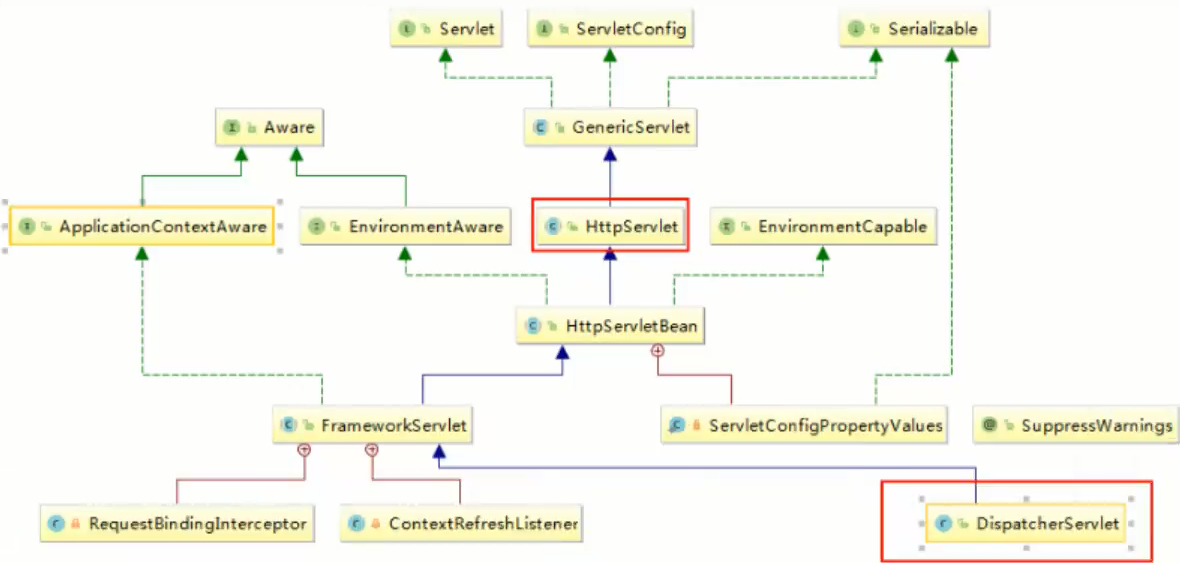 Servlet
ServletConfig
Serializable
Aware
GenericServlet
ApplicationContextAware
EnvironmentAware
HttpServlet
EnvironmentCapable
HttpServletBean
FrameworkServlet
ServletConfigPropertyValues
SuppressWarnings
RequestBindingInterceptor
ContextRefreshListener
DispatcherServlet